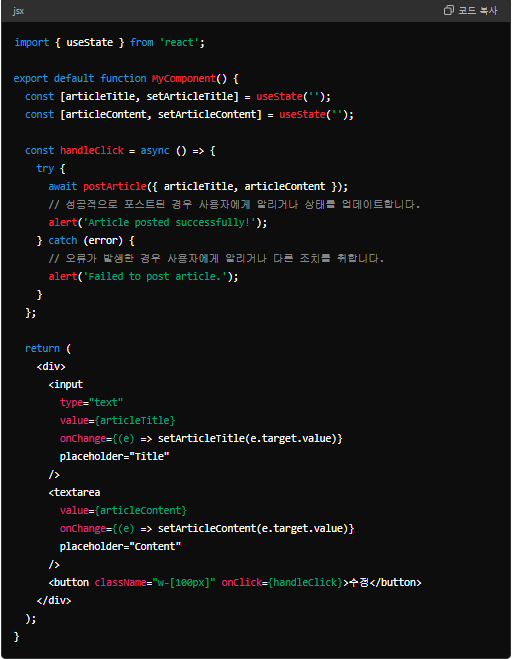 jsx 코드 복사
import { useState } from 'react';
export default function MyComponent() {
const [articleTitle, setArticleTitle] = useState('');
const [articleContent, setArticleContent] = useState('');
const handleClick = async () => {
try {
await postArticle({ articleTitle, articleContent });
// 성공적으로 포스트된 경우 사용자에게 알리거나 상태를 업데이트합니다.
alert('Article posted successfully!');
} catch (error) {
// 오류가 발생한 경우 사용자에게 알리거나 다른 조치를 취합니다.
alert('Failed to post article.');
}
};
return (
<div>
<input
type="text"
value={articleTitle}
onChange={(e) => setArticleTitle(e.target.value)}
placeholder="Title"
/>
<textarea
value={articleContent}
onChange={(e) => setArticleContent(e.target.value)}
placeholder="Content"
/>
<button className="w-[100px]" onClick={handleClick}>수정</button>
</div>
);
}